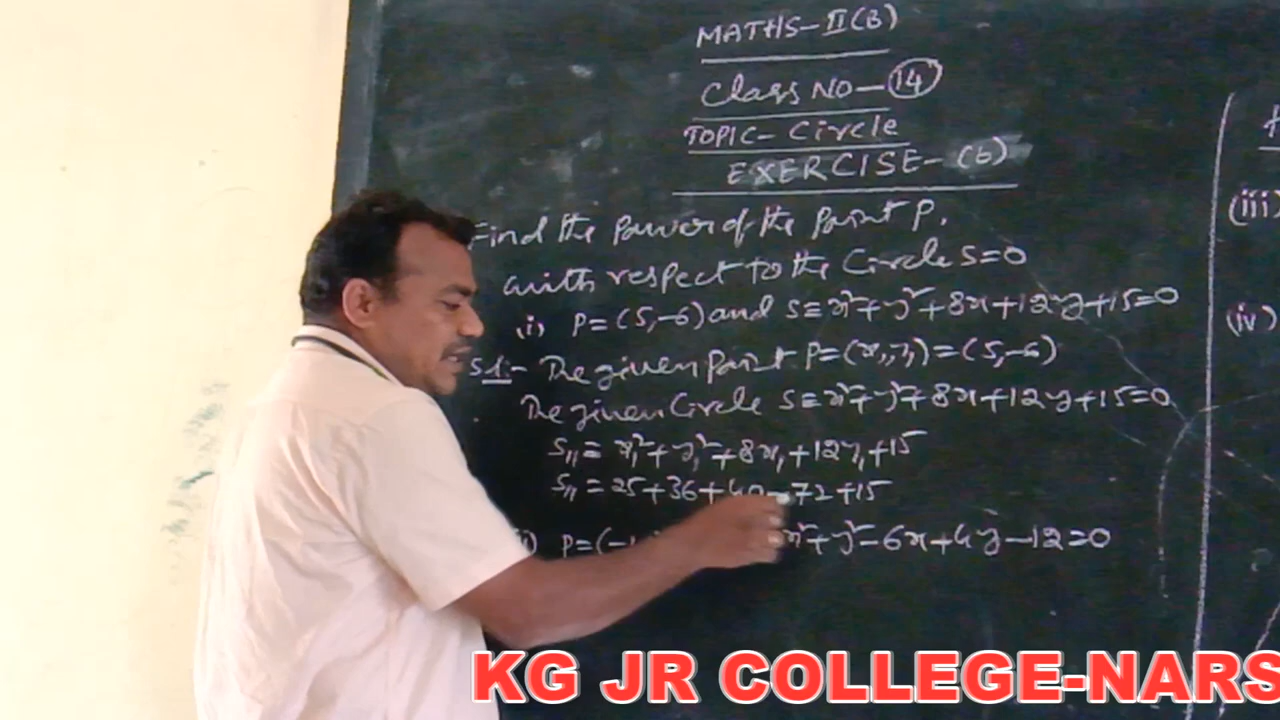 MATHS-II(B)
Class NO-14
TOPIC- Circle
EXERCISE-(b)
Find the Power of the Point P.
with respect to the Circle S=0
(i) P=(5,-6) and S≡x²+y²+8x+12y+15=0
Sol:- The given Point P=(x₁,y₁)=(5,-6)
The given Circle S≡x²+y²+8x+12y+15=0
S₁₁=x₁²+y₁²+8x₁+12y₁+15
S₁₁=25+36+40-72+15
P=(-1, x²+y²-6x+4y-12=0
(iii)
(iv)
KG JR COLLEGE-NARS